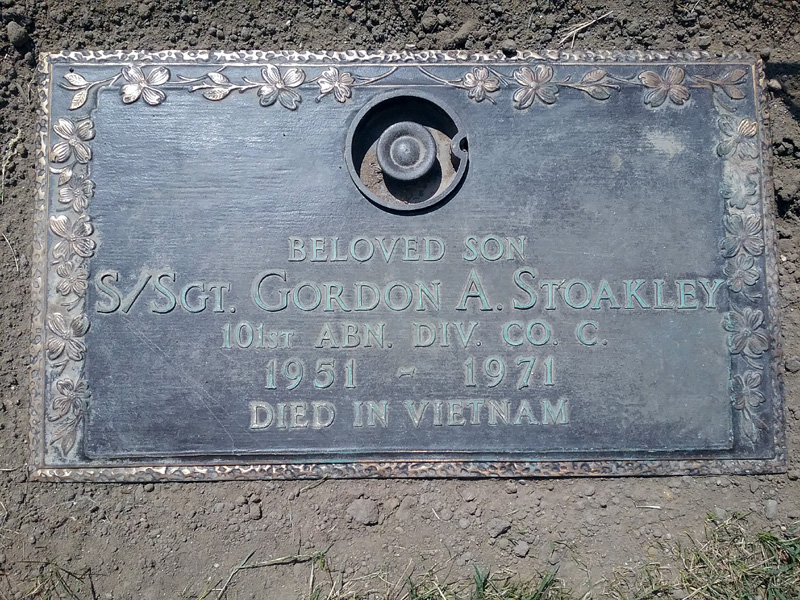 BELOVED SON
S/SGT. GORDON A. STOAKLEY
101ST ABN. DIV. CO. C.
1951 ~ 1971
DIED IN VIETNAM